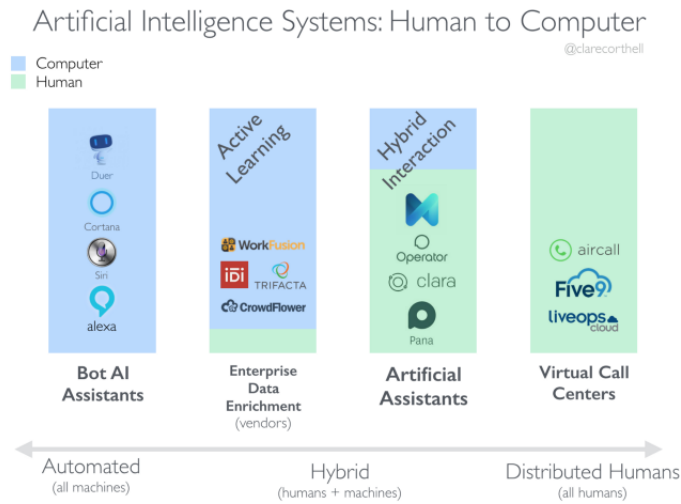 Artificial Intelligence Systems: Human to Computer
@clarecorthell
Computer
Human
Duer
Cortana
Siri
alexa
Bot AI
Assistants
Active
Learning
WorkFusion
iDi
TRIFACTA
CrowdFlower
Enterprise
Data
Enrichment
(vendors)
Hybrid
Interaction
Operator
clara
Pana
Artificial
Assistants
aircall
Five9
liveops
cloud
Virtual Call
Centers
Automated
(all machines)
Hybrid
(humans + machines)
Distributed Humans
(all humans)